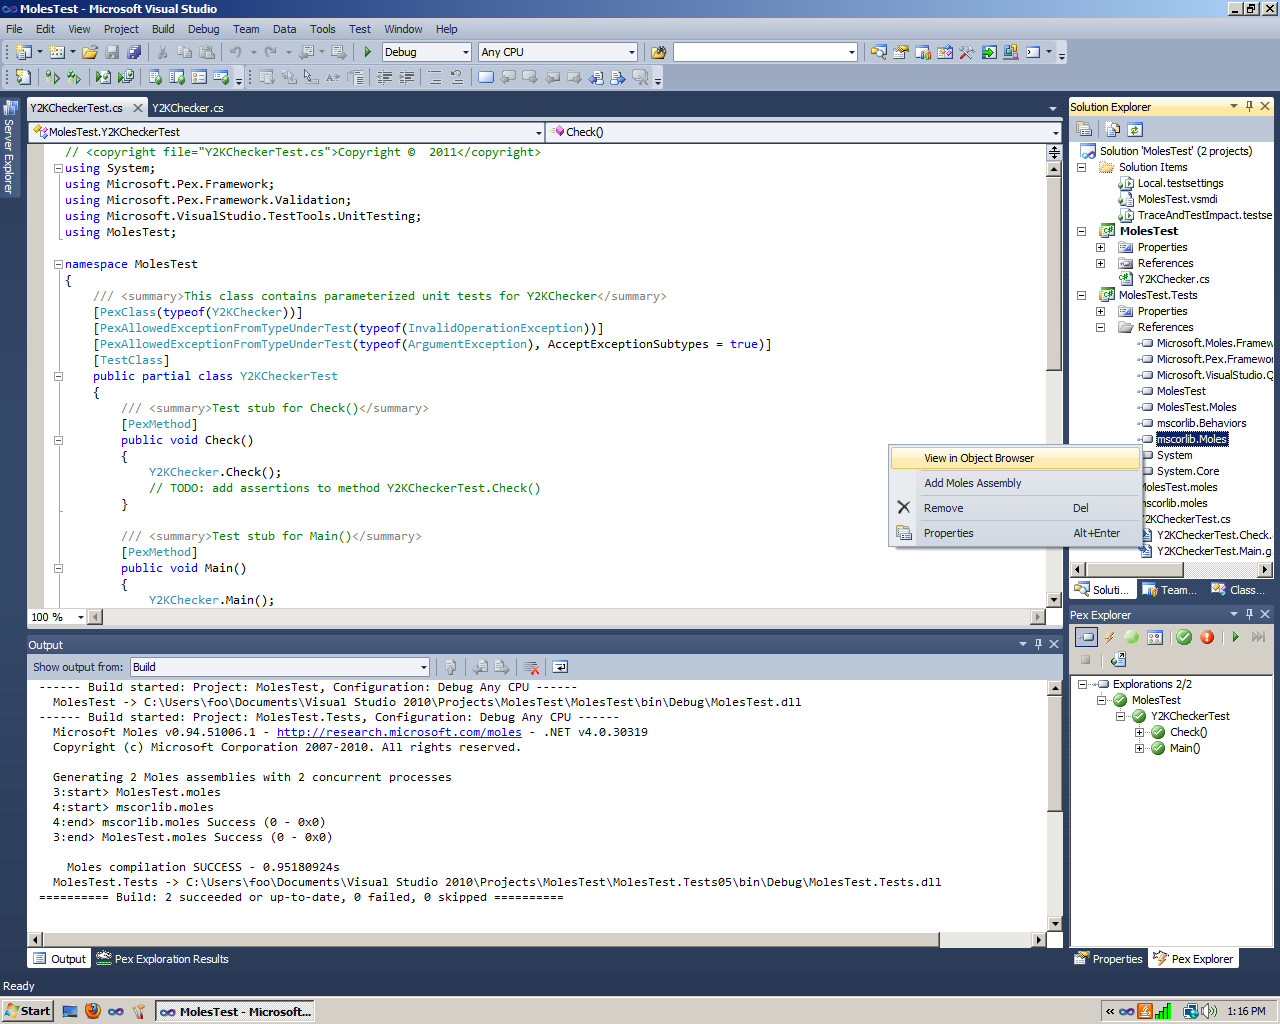 MolesTest - Microsoft Visual Studio
File Edit View Project Build Debug Team Data Tools Test Window Help
Debug Any CPU
Server Explorer
Y2KCheckerTest.cs Y2KChecker.cs
MolesTest.Y2KCheckerTest Check()
// <copyright file="Y2KCheckerTest.cs">Copyright © 2011</copyright>
using System;
using Microsoft.Pex.Framework;
using Microsoft.Pex.Framework.Validation;
using Microsoft.VisualStudio.TestTools.UnitTesting;
using MolesTest;
namespace MolesTest
{
/// <summary>This class contains parameterized unit tests for Y2KChecker</summary>
[PexClass(typeof(Y2KChecker))]
[PexAllowedExceptionFromTypeUnderTest(typeof(InvalidOperationException))]
[PexAllowedExceptionFromTypeUnderTest(typeof(ArgumentException), AcceptExceptionSubtypes = true)]
[TestClass]
public partial class Y2KCheckerTest
{
/// <summary>Test stub for Check()</summary>
[PexMethod]
public void Check()
{
Y2KChecker.Check();
// TODO: add assertions to method Y2KCheckerTest.Check()
}
/// <summary>Test stub for Main()</summary>
[PexMethod]
public void Main()
{
Y2KChecker.Main();
100 %
Output
Show output from: Build
------ Build started: Project: MolesTest, Configuration: Debug Any CPU ------
MolesTest -> C:\Users\foo\Documents\Visual Studio 2010\Projects\MolesTest\MolesTest\bin\Debug\MolesTest.dll
------ Build started: Project: MolesTest.Tests, Configuration: Debug Any CPU ------
Microsoft Moles v0.94.51006.1 - http://research.microsoft.com/moles - .NET v4.0.30319
Copyright (c) Microsoft Corporation 2007-2010. All rights reserved.
Generating 2 Moles assemblies with 2 concurrent processes
3:start> MolesTest.moles
4:start> mscorlib.moles
4:end> mscorlib.moles Success (0 - 0x0)
3:end> MolesTest.moles Success (0 - 0x0)
Moles compilation SUCCESS - 0.95180924s
MolesTest.Tests -> C:\Users\foo\Documents\Visual Studio 2010\Projects\MolesTest\MolesTest.Tests05\bin\Debug\MolesTest.Tests.dll
========== Build: 2 succeeded or up-to-date, 0 failed, 0 skipped ==========
Output Pex Exploration Results
Solution Explorer
Solution 'MolesTest' (2 projects)
Solution Items
Local.testsettings
MolesTest.vsmdi
TraceAndTestImpact.testse
MolesTest
Properties
References
Y2KChecker.cs
MolesTest.Tests
Properties
References
Microsoft.Moles.Framew
Microsoft.Pex.Framewor
Microsoft.VisualStudio.Q
MolesTest
MolesTest.Moles
mscorlib.Behaviors
mscorlib.Moles
System
System.Core
MolesTest.moles
scorlib.moles
Y2KCheckerTest.cs
Y2KCheckerTest.Check.
Y2KCheckerTest.Main.g
View in Object Browser
Add Moles Assembly
Remove Del
Properties Alt+Enter
Soluti... Team... Class...
Pex Explorer
Explorations 2/2
MolesTest
Y2KCheckerTest
Check()
Main()
Properties Pex Explorer
Ready
Start MolesTest - Microsoft... 1:16 PM